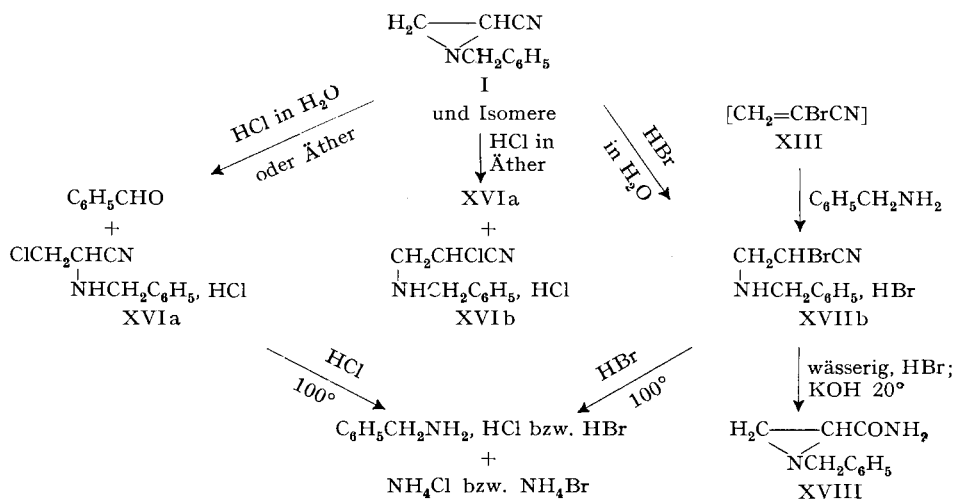 H₂C CHCN
NCH₂C₆H₅
I
und Isomere
HCl in H₂O
oder Äther
HCl in
Äther
HBr
in H₂O
[CH₂=CBrCN]
XIII
C₆H₅CH₂NH₂
C₆H₅CHO
+
ClCH₂CHCN
NHCH₂C₆H₅, HCl
XVIa
XVIa
+
CH₂CHClCN
NHCH₂C₆H₅, HCl
XVIb
CH₂CHBrCN
NHCH₂C₆H₅, HBr
XVIIb
HCl
100°
HBr
100°
wässerig, HBr;
KOH 20°
C₆H₅CH₂NH₂, HCl bzw. HBr
+
NH₄Cl bzw. NH₄Br
H₂C CHCONH₂
NCH₂C₆H₅
XVIII